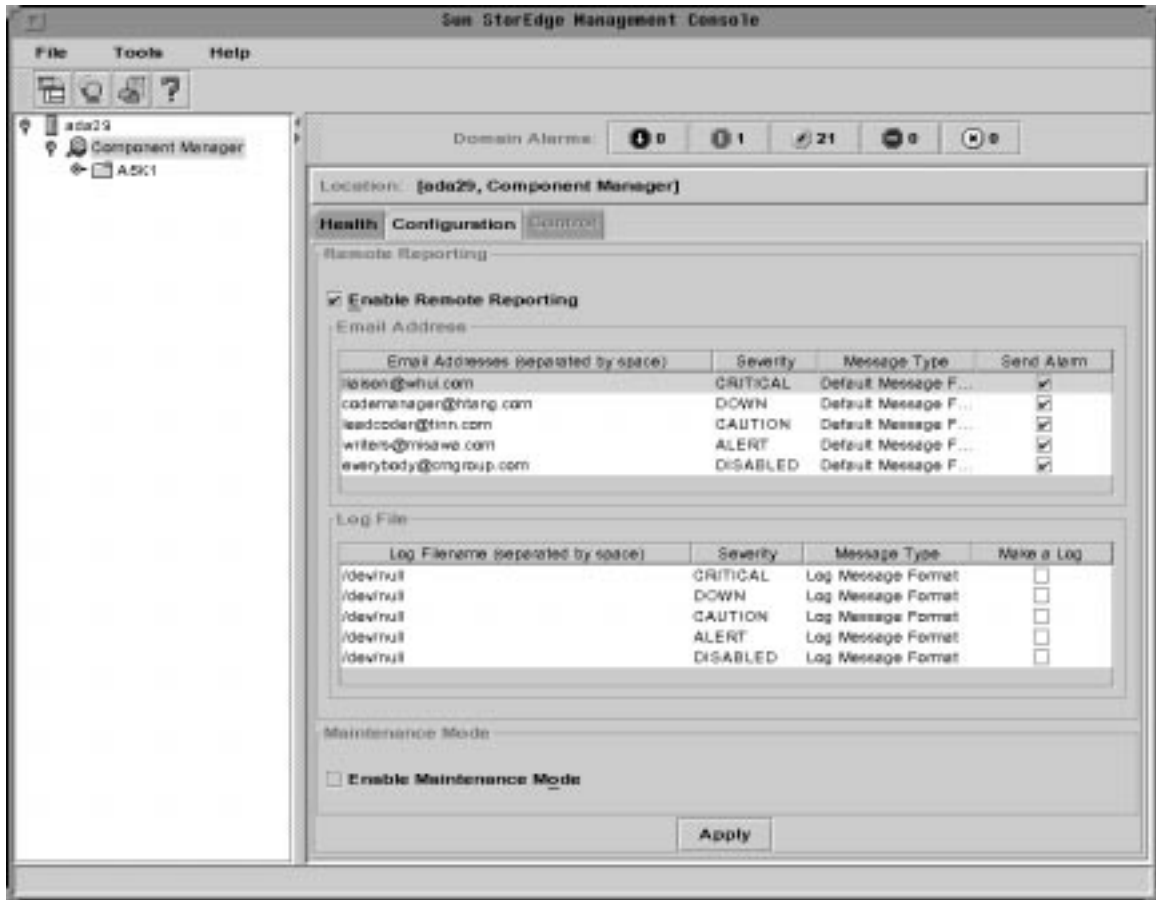 Sun StorEdge Management Console
File Tools Help
ada29
Component Manager
A5K1
Domain Alarms: 0 1 21 0 0
Location: [ada29, Component Manager]
Health Configuration Control
Remote Reporting
Enable Remote Reporting
Email Address
Email Addresses (separated by space) Severity Message Type Send Alarm
liaison@whui.com CRITICAL Default Message F...
codemanager@htang.com DOWN Default Message F...
leadcoder@finn.com CAUTION Default Message F...
writers@misawa.com ALERT Default Message F...
everybody@cmgroup.com DISABLED Default Message F...
Log File
Log Filename (separated by space) Severity Message Type Make a Log
/dev/null CRITICAL Log Message Format
/dev/null DOWN Log Message Format
/dev/null CAUTION Log Message Format
/dev/null ALERT Log Message Format
/dev/null DISABLED Log Message Format
Maintenance Mode
Enable Maintenance Mode
Apply